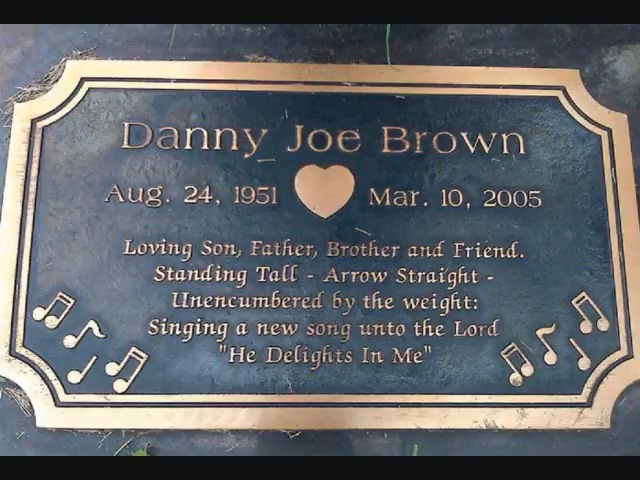 Danny Joe Brown
Aug. 24, 1951 Mar. 10, 2005
Loving Son, Father, Brother and Friend.
Standing Tall - Arrow Straight -
Unencumbered by the weight:
Singing a new song unto the Lord
"He Delights In Me"